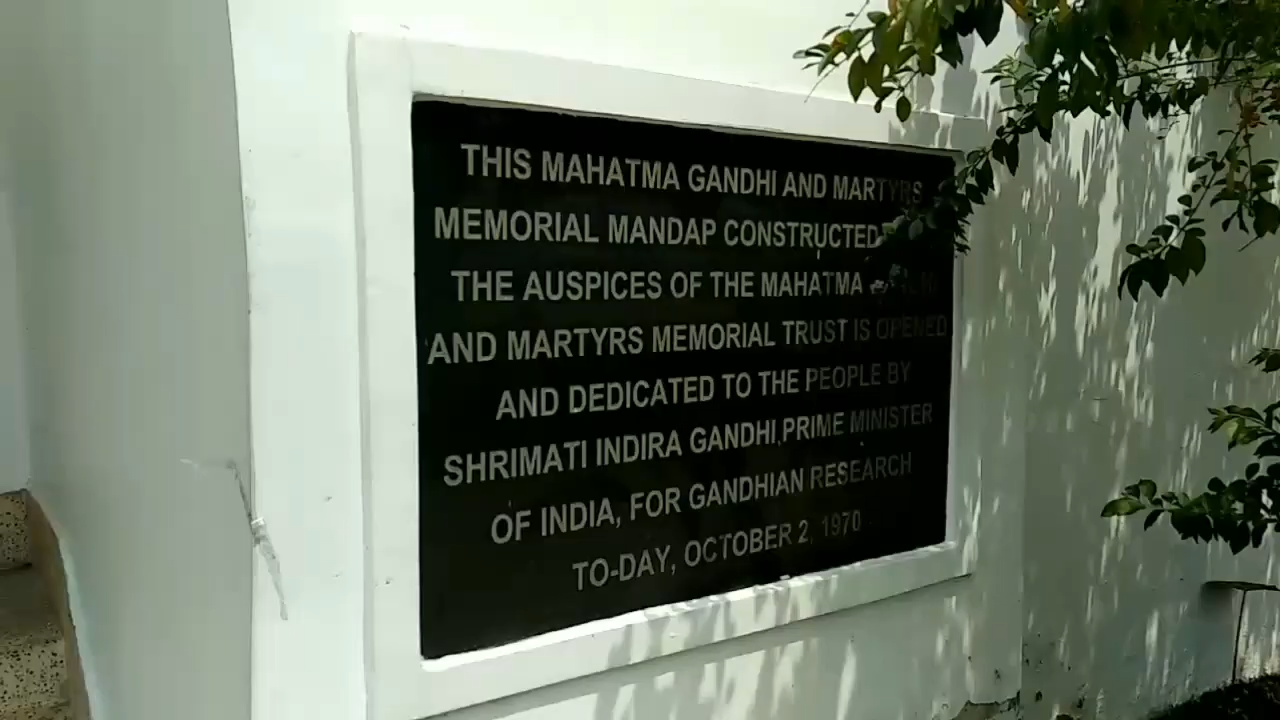 THIS MAHATMA GANDHI AND MARTYRS
MEMORIAL MANDAP CONSTRUCTED
THE AUSPICES OF THE MAHATMA
AND MARTYRS MEMORIAL TRUST IS OPENED
AND DEDICATED TO THE PEOPLE BY
SHRIMATI INDIRA GANDHI, PRIME MINISTER
OF INDIA, FOR GANDHIAN RESEARCH
TO-DAY, OCTOBER 2, 1970